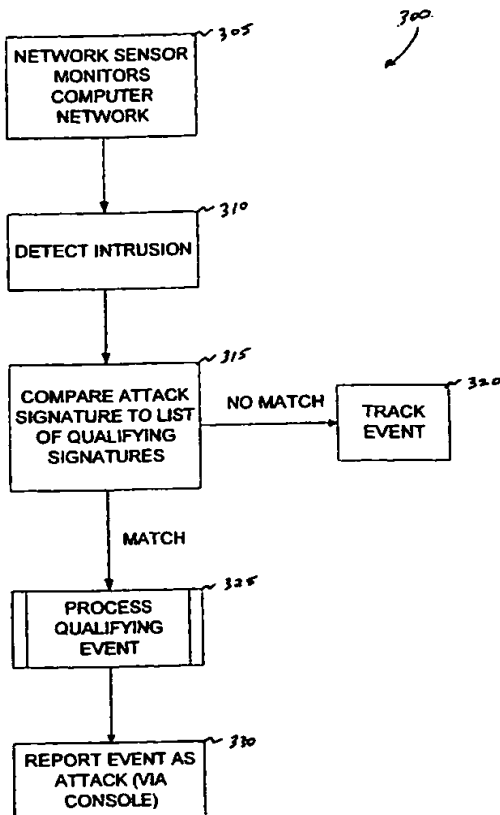 300
305
NETWORK SENSOR
MONITORS
COMPUTER
NETWORK
310
DETECT INTRUSION
315
COMPARE ATTACK
SIGNATURE TO LIST
OF QUALIFYING
SIGNATURES
NO MATCH
320
TRACK
EVENT
MATCH
325
PROCESS
QUALIFYING
EVENT
330
REPORT EVENT AS
ATTACK (VIA
CONSOLE)